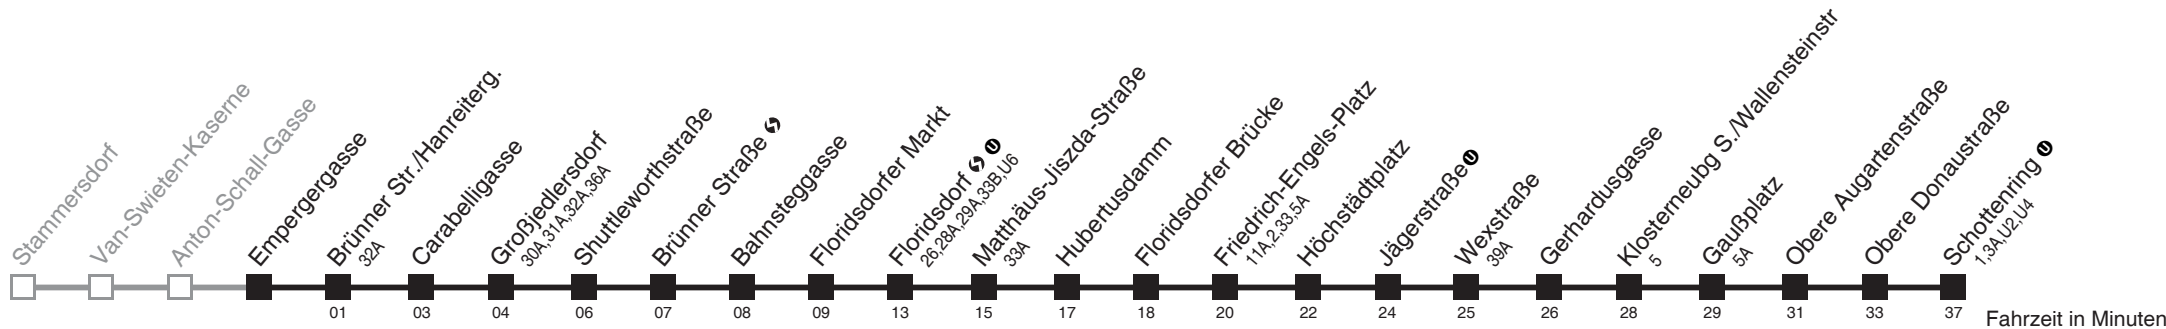 Stammersdorf
Van-Swieten-Kaserne
Anton-Schall-Gasse
Empergergasse
Brünner Str./Hanreiterg.
32A
Carabelligasse
Großjedlersdorf
30A,31A,32A,36A
Shuttleworthstraße
Brünner Straße S
Bahnsteggasse
Floridsdorfer Markt
Floridsdorf S U
26,28A,29A,33B,U6
Matthäus-Jiszda-Straße
33A
Hubertusdamm
Floridsdorfer Brücke
Friedrich-Engels-Platz
11A,2,33,5A
Höchstädtplatz
Jägerstraße U
Wexstraße
39A
Gerhardusgasse
Klosterneubg S./Wallensteinstr
5
Gaußplatz
5A
Obere Augartenstraße
Obere Donaustraße
Schottenring U
1,3A,U2,U4
01 03 04 06 07 08 09 13 15 17 18 20 22 24 25 26 28 29 31 33 37 Fahrzeit in Minuten